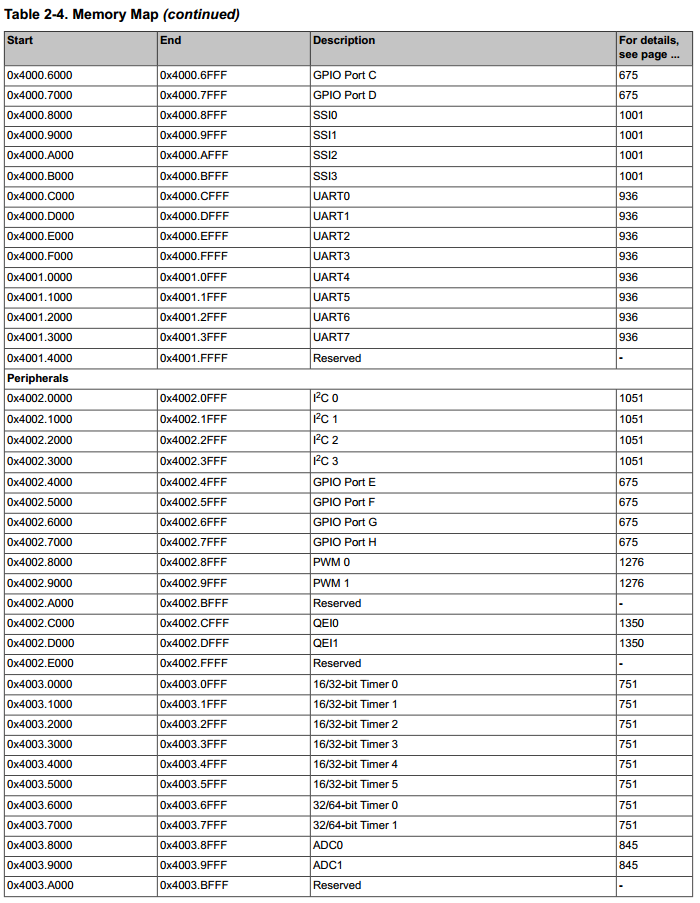 Table 2-4. Memory Map (continued)
Start End Description For details, see page ...
0x4000.6000 0x4000.6FFF GPIO Port C 675
0x4000.7000 0x4000.7FFF GPIO Port D 675
0x4000.8000 0x4000.8FFF SSI0 1001
0x4000.9000 0x4000.9FFF SSI1 1001
0x4000.A000 0x4000.AFFF SSI2 1001
0x4000.B000 0x4000.BFFF SSI3 1001
0x4000.C000 0x4000.CFFF UART0 936
0x4000.D000 0x4000.DFFF UART1 936
0x4000.E000 0x4000.EFFF UART2 936
0x4000.F000 0x4000.FFFF UART3 936
0x4001.0000 0x4001.0FFF UART4 936
0x4001.1000 0x4001.1FFF UART5 936
0x4001.2000 0x4001.2FFF UART6 936
0x4001.3000 0x4001.3FFF UART7 936
0x4001.4000 0x4001.FFFF Reserved -
Peripherals
0x4002.0000 0x4002.0FFF I²C 0 1051
0x4002.1000 0x4002.1FFF I²C 1 1051
0x4002.2000 0x4002.2FFF I²C 2 1051
0x4002.3000 0x4002.3FFF I²C 3 1051
0x4002.4000 0x4002.4FFF GPIO Port E 675
0x4002.5000 0x4002.5FFF GPIO Port F 675
0x4002.6000 0x4002.6FFF GPIO Port G 675
0x4002.7000 0x4002.7FFF GPIO Port H 675
0x4002.8000 0x4002.8FFF PWM 0 1276
0x4002.9000 0x4002.9FFF PWM 1 1276
0x4002.A000 0x4002.BFFF Reserved -
0x4002.C000 0x4002.CFFF QEI0 1350
0x4002.D000 0x4002.DFFF QEI1 1350
0x4002.E000 0x4002.FFFF Reserved -
0x4003.0000 0x4003.0FFF 16/32-bit Timer 0 751
0x4003.1000 0x4003.1FFF 16/32-bit Timer 1 751
0x4003.2000 0x4003.2FFF 16/32-bit Timer 2 751
0x4003.3000 0x4003.3FFF 16/32-bit Timer 3 751
0x4003.4000 0x4003.4FFF 16/32-bit Timer 4 751
0x4003.5000 0x4003.5FFF 16/32-bit Timer 5 751
0x4003.6000 0x4003.6FFF 32/64-bit Timer 0 751
0x4003.7000 0x4003.7FFF 32/64-bit Timer 1 751
0x4003.8000 0x4003.8FFF ADC0 845
0x4003.9000 0x4003.9FFF ADC1 845
0x4003.A000 0x4003.BFFF Reserved -